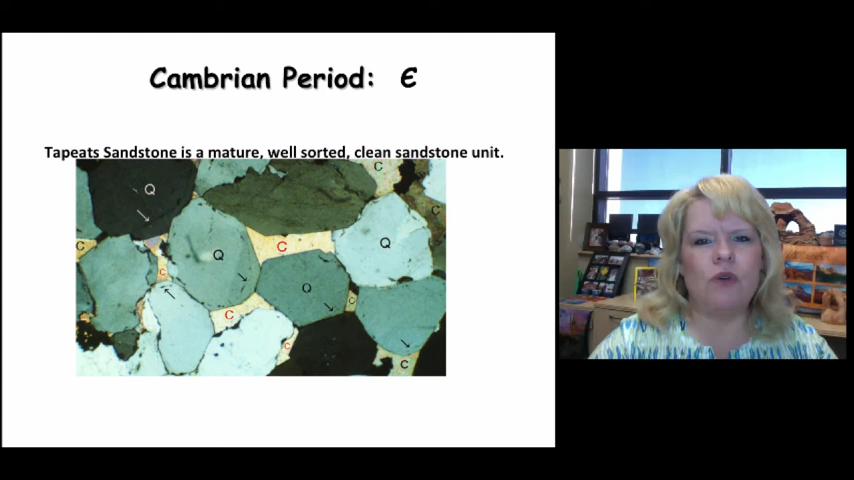 Cambrian Period: Є
Tapeats Sandstone is a mature, well sorted, clean sandstone unit.
Q
C
C
C
Q
C
Q
C
Q
C
C
C
C